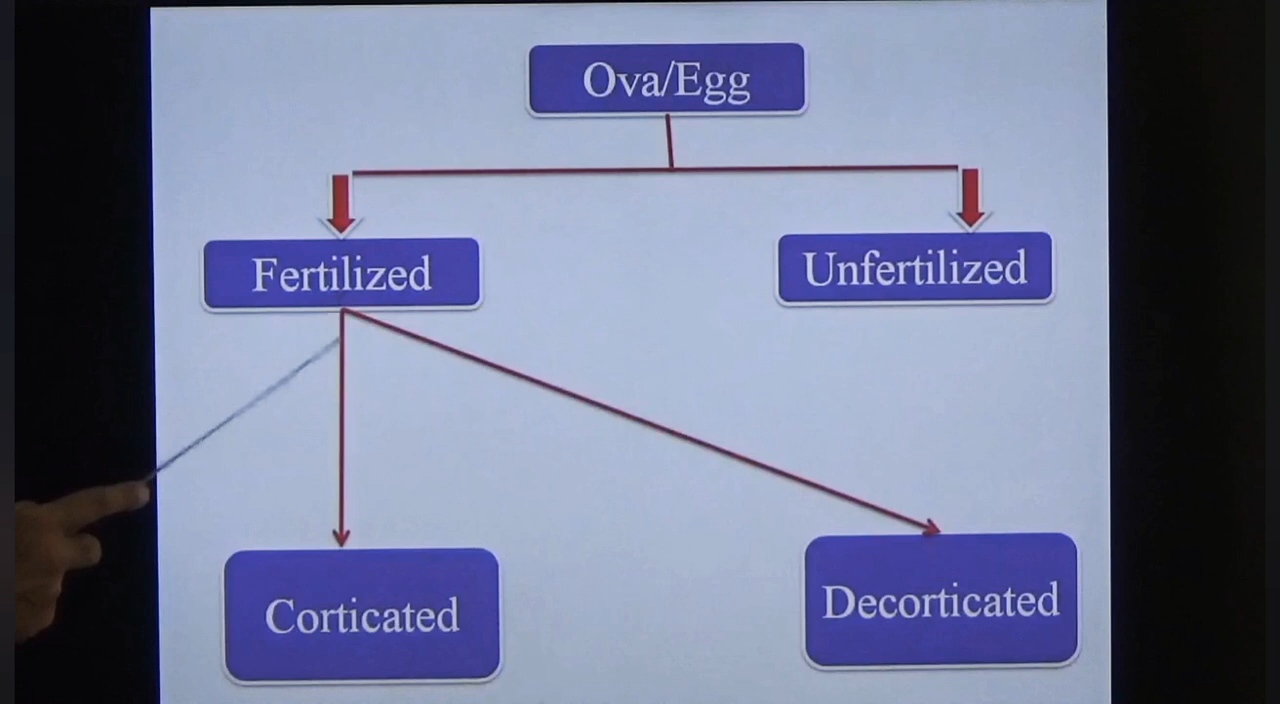 Ova/Egg
Fertilized
Unfertilized
Corticated
Decorticated